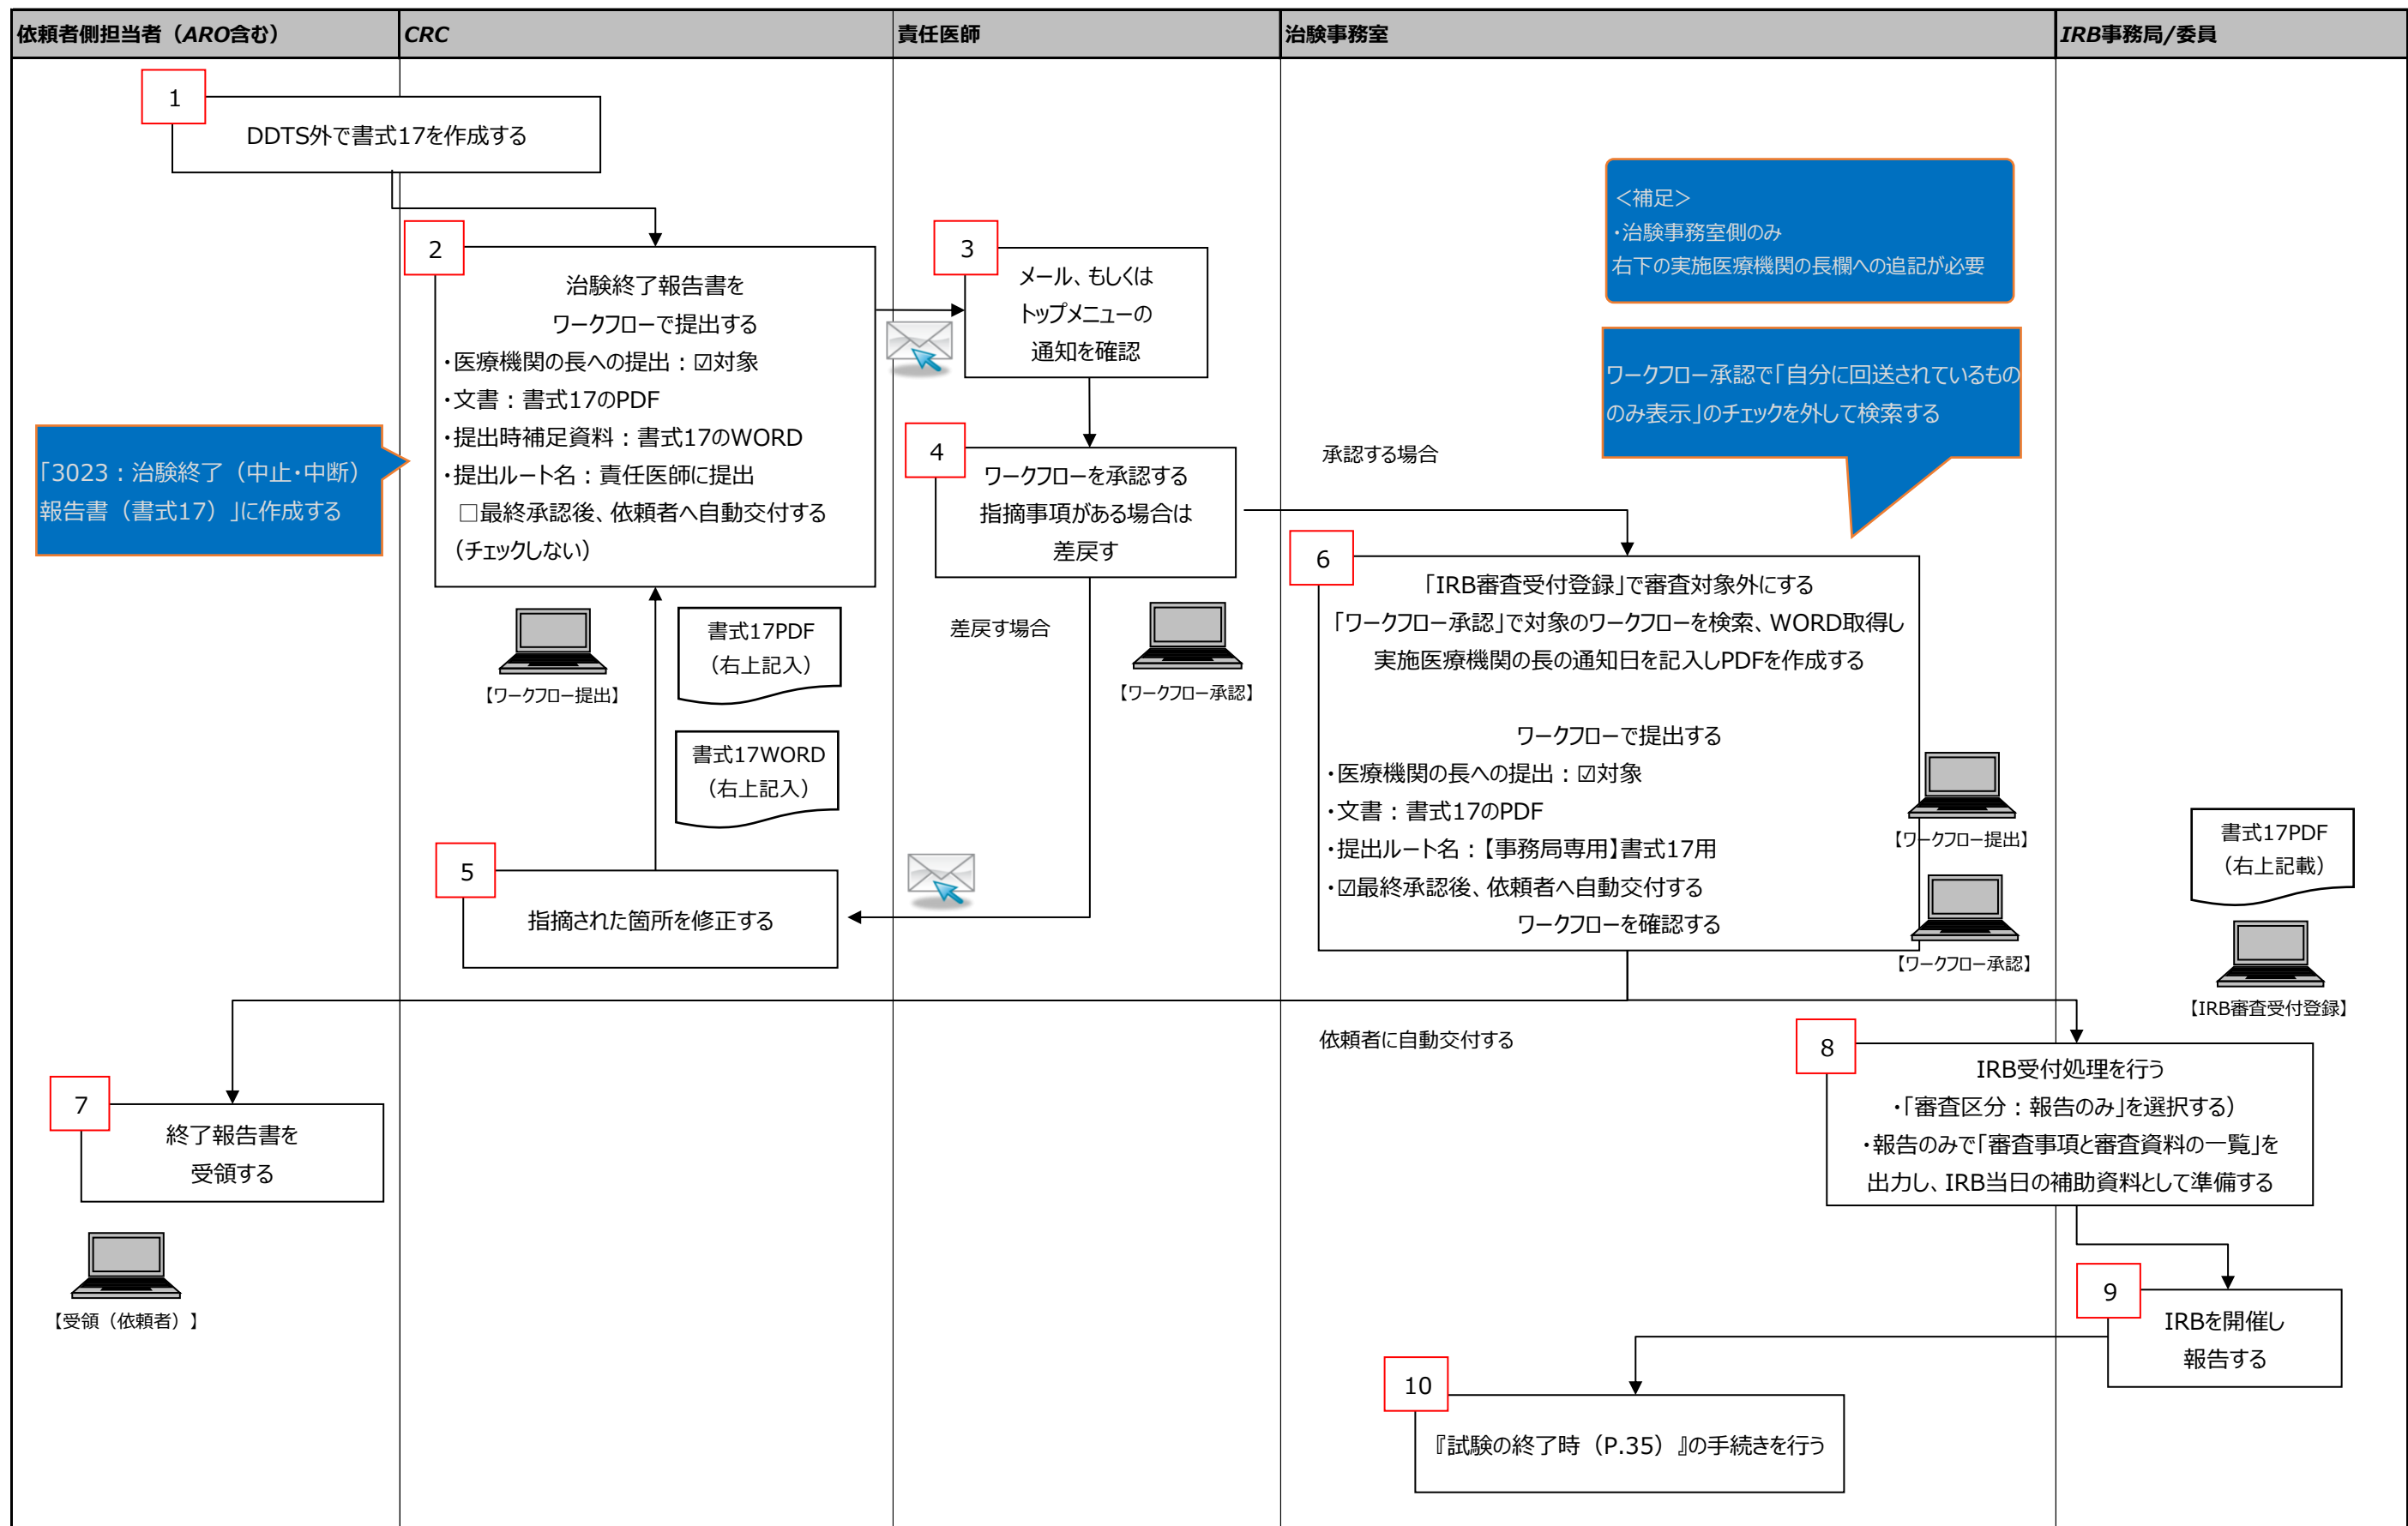 依頼者側担当者（ARO含む）
CRC
責任医師
治験事務室
IRB事務局/委員
1
DDTS外で書式17を作成する
2
治験終了報告書を
ワークフローで提出する
・医療機関の長への提出：☑対象
・文書：書式17のPDF
・提出時補足資料：書式17のWORD
・提出ルート名：責任医師に提出
□最終承認後、依頼者へ自動交付する
（チェックしない）
「3023：治験終了（中止・中断）
報告書（書式17）」に作成する
【ワークフロー提出】
書式17PDF
（右上記入）
書式17WORD
（右上記入）
3
メール、もしくは
トップメニューの
通知を確認
4
ワークフローを承認する
指摘事項がある場合は
差戻す
差戻す場合
【ワークフロー承認】
承認する場合
5
指摘された箇所を修正する
＜補足＞
・治験事務室側のみ
右下の実施医療機関の長欄への追記が必要
ワークフロー承認で「自分に回送されているもの
のみ表示」のチェックを外して検索する
6
「IRB審査受付登録」で審査対象外にする
「ワークフロー承認」で対象のワークフローを検索、WORD取得し
実施医療機関の長の通知日を記入しPDFを作成する
ワークフローで提出する
・医療機関の長への提出：☑対象
・文書：書式17のPDF
・提出ルート名：【事務局専用】書式17用
・☑最終承認後、依頼者へ自動交付する
ワークフローを確認する
【ワークフロー提出】
【ワークフロー承認】
書式17PDF
（右上記載）
【IRB審査受付登録】
依頼者に自動交付する
7
終了報告書を
受領する
【受領（依頼者）】
8
IRB受付処理を行う
・「審査区分：報告のみ」を選択する）
・報告のみで「審査事項と審査資料の一覧」を
出力し、IRB当日の補助資料として準備する
9
IRBを開催し
報告する
10
『試験の終了時（P.35）』の手続きを行う